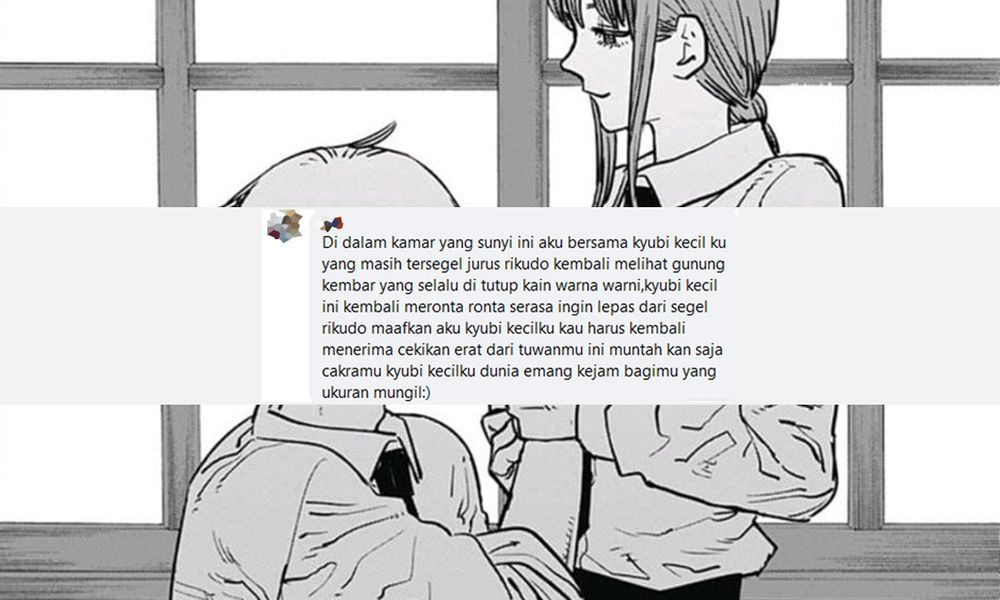 Di dalam kamar yang sunyi ini aku bersama kyubi kecil ku
yang masih tersegel jurus rikudo kembali melihat gunung
kembar yang selalu di tutup kain warna warni,kyubi kecil
ini kembali meronta ronta serasa ingin lepas dari segel
rikudo maafkan aku kyubi kecilku kau harus kembali
menerima cekikan erat dari tuwanmu ini muntah kan saja
cakramu kyubi kecilku dunia emang kejam bagimu yang
ukuran mungil:)